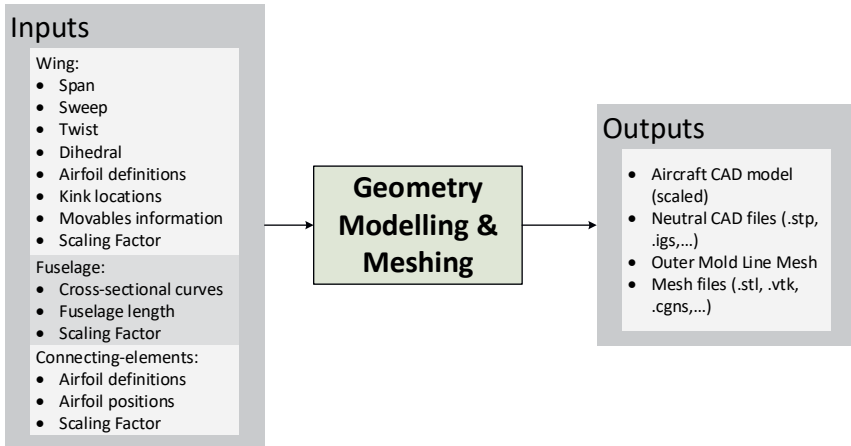 Inputs
Wing:
• Span
• Sweep
• Twist
• Dihedral
• Airfoil definitions
• Kink locations
• Movables information
• Scaling Factor
Fuselage:
• Cross-sectional curves
• Fuselage length
• Scaling Factor
Connecting-elements:
• Airfoil definitions
• Airfoil positions
• Scaling Factor
Geometry
Modelling &
Meshing
Outputs
• Aircraft CAD model
(scaled)
• Neutral CAD files (.stp,
.igs,...)
• Outer Mold Line Mesh
• Mesh files (.stl, .vtk,
.cgns,...)